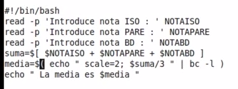 #!/bin/bash
read -p 'Introduce nota ISO : ' NOTAISO
read -p 'Introduce nota PARE : ' NOTAPARE
read -p 'Introduce nota BD : ' NOTABD
suma=$[ $NOTAISO + $NOTAPARE + $NOTABD ]
media=$( echo " scale=2; $suma/3 " | bc -l )
echo " La media es $media "